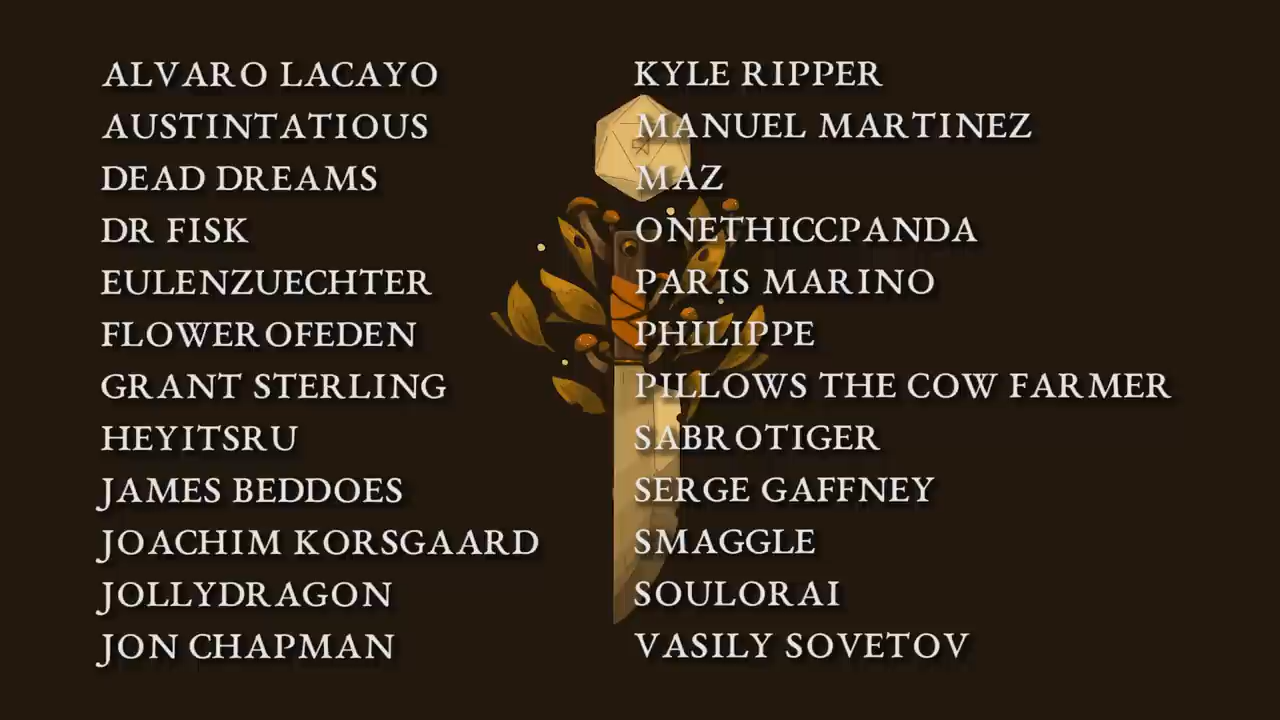 ALVARO LACAYO
AUSTINTATIOUS
DEAD DREAMS
DR FISK
EULENZUECHTER
FLOWEROFEDEN
GRANT STERLING
HEYITSRU
JAMES BEDDOES
JOACHIM KORSGAARD
JOLLYDRAGON
JON CHAPMAN
KYLE RIPPER
MANUEL MARTINEZ
MAZ
ONETHICCPANDA
PARIS MARINO
PHILIPPE
PILLOWS THE COW FARMER
SABROTIGER
SERGE GAFFNEY
SMAGGLE
SOULORAI
VASILY SOVETOV